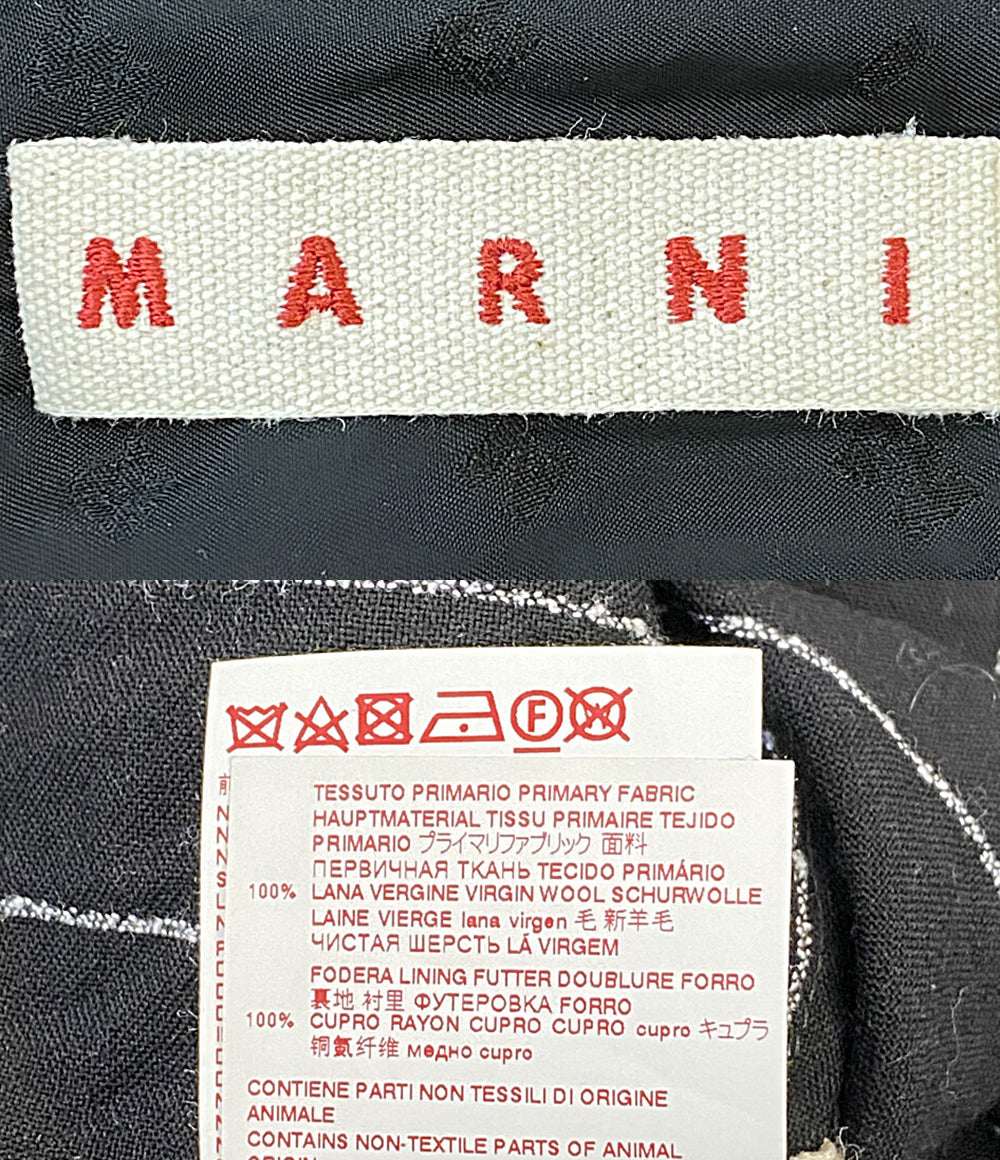 MARNI
F
TESSUTO PRIMARIO PRIMARY FABRIC
HAUPTMATERIAL TISSU PRIMAIRE TEJIDO
PRIMARIO プライマリファブリック 面料
ПЕРВИЧНАЯ ТКАНЬ TECIDO PRIMÁRIO
100% LANA VERGINE VIRGIN WOOL SCHURWOLLE
LAINE VIERGE lana virgen 毛 新羊毛
ЧИСТАЯ ШЕРСТЬ LÃ VIRGEM
FODERA LINING FUTTER DOUBLURE FORRO
裏地 衬里 ФУТЕРОВКА FORRO
100% CUPRO RAYON CUPRO CUPRO cupro キュプラ
铜氨纤维 медно cupro
CONTIENE PARTI NON TESSILI DI ORIGINE
ANIMALE
CONTAINS NON-TEXTILE PARTS OF ANIMAL